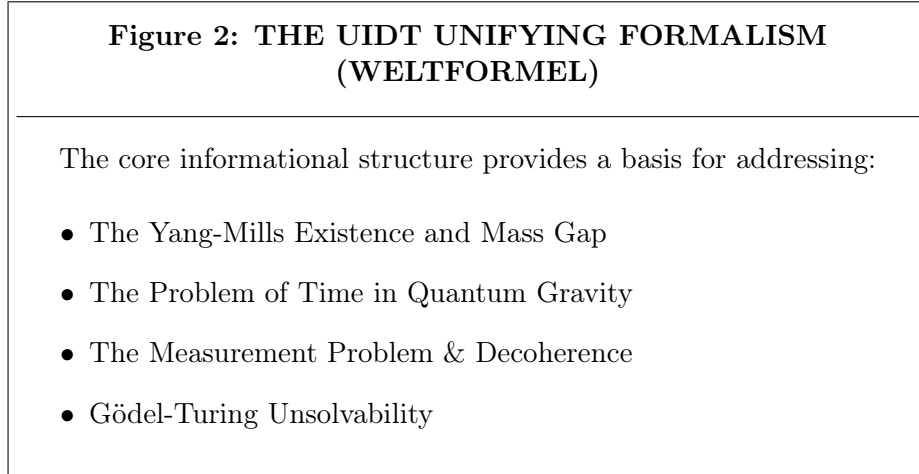 Figure 2: THE UIDT UNIFYING FORMALISM
(WELTFORMEL)
The core informational structure provides a basis for addressing:
• The Yang-Mills Existence and Mass Gap
• The Problem of Time in Quantum Gravity
• The Measurement Problem & Decoherence
• Gödel-Turing Unsolvability